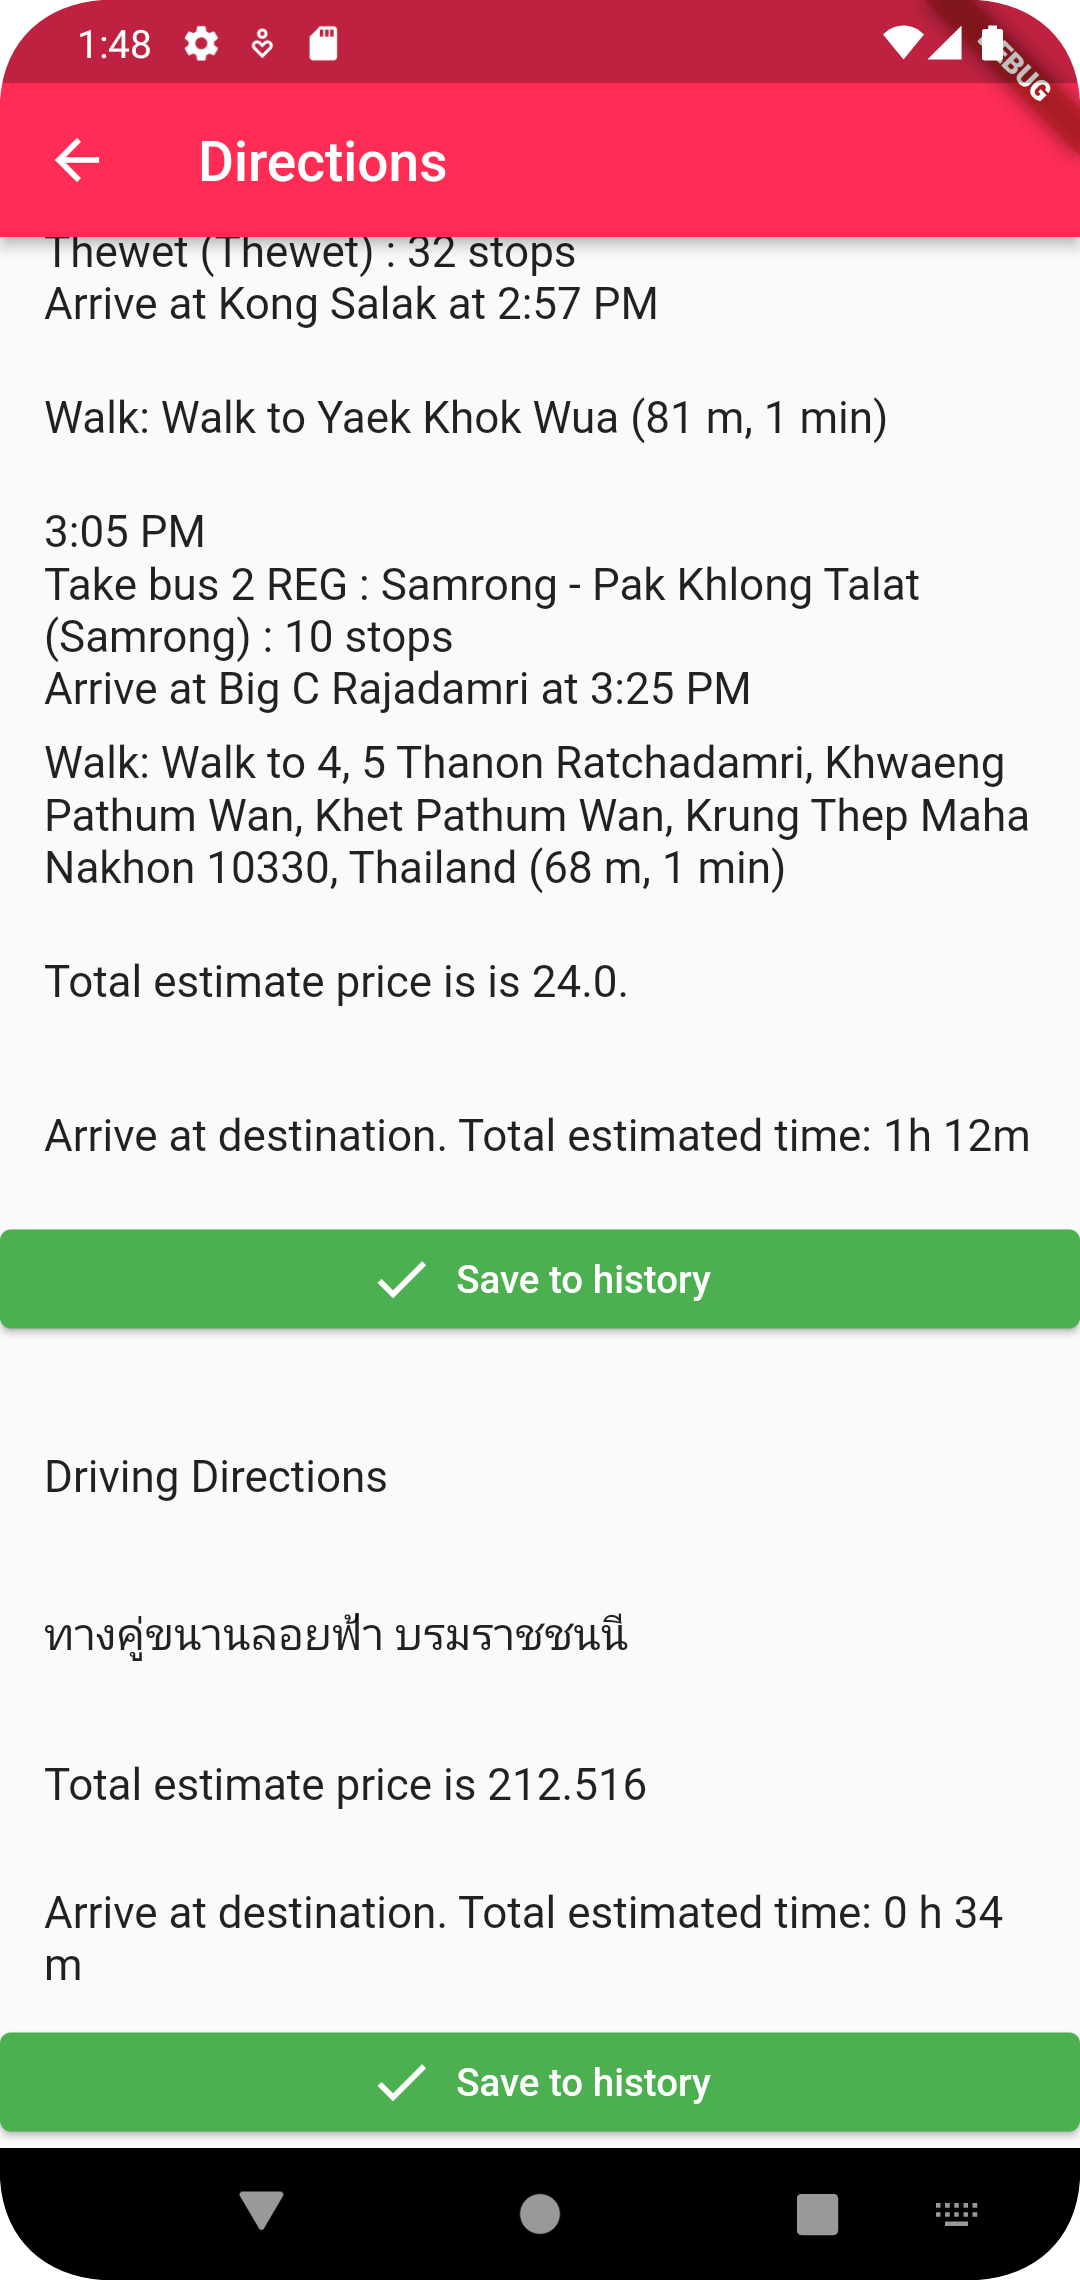 1:48
EBUG
Directions
Thewet (Thewet) : 32 stops
Arrive at Kong Salak at 2:57 PM
Walk: Walk to Yaek Khok Wua (81 m, 1 min)
3:05 PM
Take bus 2 REG : Samrong - Pak Khlong Talat
(Samrong) : 10 stops
Arrive at Big C Rajadamri at 3:25 PM
Walk: Walk to 4, 5 Thanon Ratchadamri, Khwaeng
Pathum Wan, Khet Pathum Wan, Krung Thep Maha
Nakhon 10330, Thailand (68 m, 1 min)
Total estimate price is is 24.0.
Arrive at destination. Total estimated time: 1h 12m
Save to history
Driving Directions
ทางคู่ขนานลอยฟ้า บรมราชชนนี
Total estimate price is 212.516
Arrive at destination. Total estimated time: 0 h 34
m
Save to history